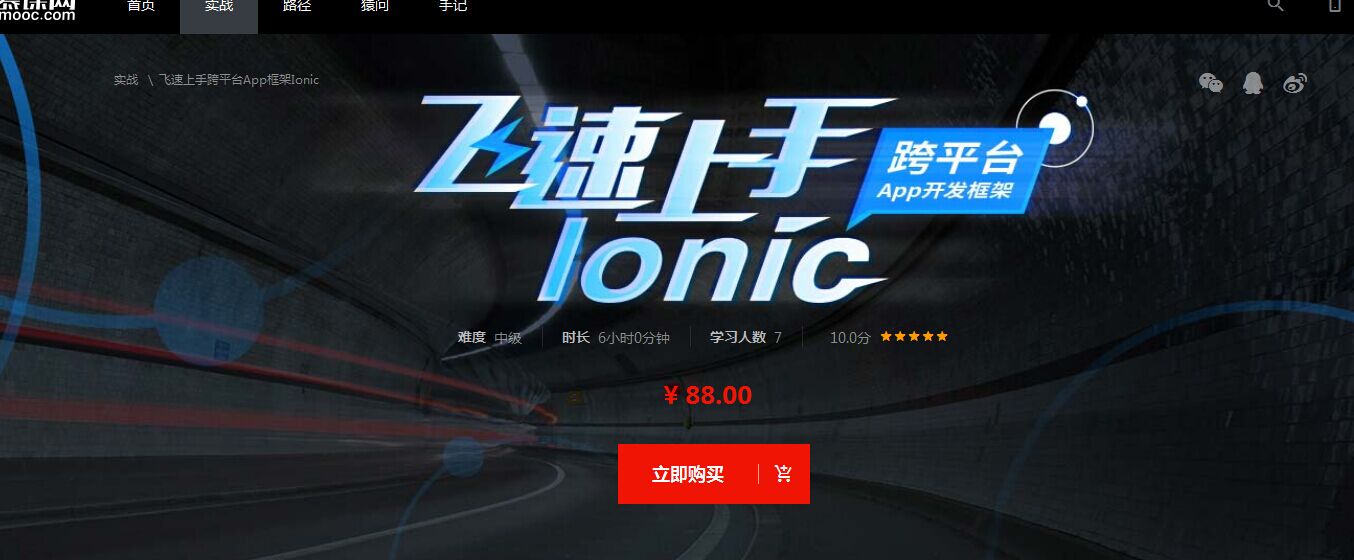 mooc.com
首页 实战 路径 猿问 手记
实战 \ 飞速上手跨平台App框架Ionic
飞速上手
跨平台
App开发框架
Ionic
难度 中级 时长 6小时0分钟 学习人数 7 10.0分
¥ 88.00
立即购买